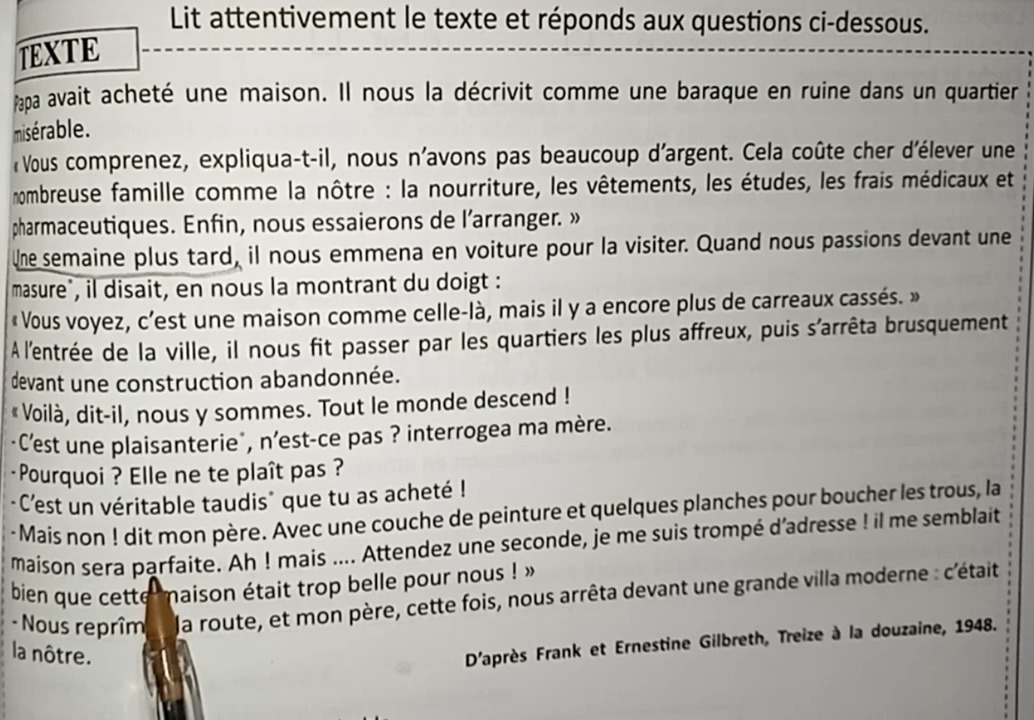 Lit attentivement le texte et réponds aux questions ci-dessous.
TEXTE
Papa avait acheté une maison. Il nous la décrivit comme une baraque en ruine dans un quartier
misérable.
« Vous comprenez, expliqua-t-il, nous n'avons pas beaucoup d'argent. Cela coûte cher d'élever une
nombreuse famille comme la nôtre : la nourriture, les vêtements, les études, les frais médicaux et
pharmaceutiques. Enfin, nous essaierons de l'arranger. »
Une semaine plus tard, il nous emmena en voiture pour la visiter. Quand nous passions devant une
masure*, il disait, en nous la montrant du doigt :
« Vous voyez, c'est une maison comme celle-là, mais il y a encore plus de carreaux cassés. »
A l'entrée de la ville, il nous fit passer par les quartiers les plus affreux, puis s'arrêta brusquement
devant une construction abandonnée.
« Voilà, dit-il, nous y sommes. Tout le monde descend !
-C'est une plaisanterie*, n'est-ce pas ? interrogea ma mère.
-Pourquoi ? Elle ne te plaît pas ?
-C'est un véritable taudis* que tu as acheté !
-Mais non ! dit mon père. Avec une couche de peinture et quelques planches pour boucher les trous, la
maison sera parfaite. Ah ! mais .... Attendez une seconde, je me suis trompé d'adresse ! il me semblait
bien que cette maison était trop belle pour nous ! »
- Nous reprîm la route, et mon père, cette fois, nous arrêta devant une grande villa moderne : c'était
la nôtre.
D'après Frank et Ernestine Gilbreth, Treize à la douzaine, 1948.